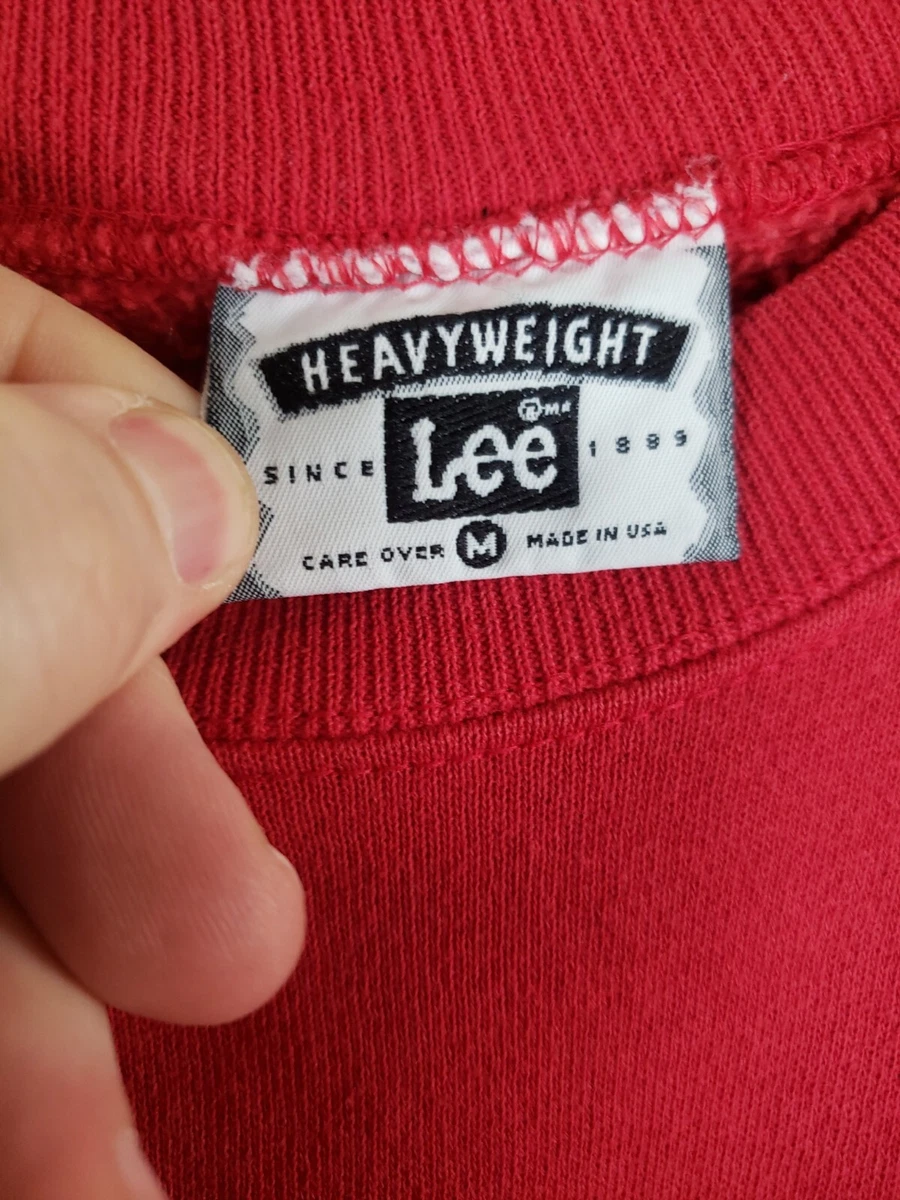 HEAVYWEIGHT
SINCE Lee ® M* 1889
CARE OVER M MADE IN USA